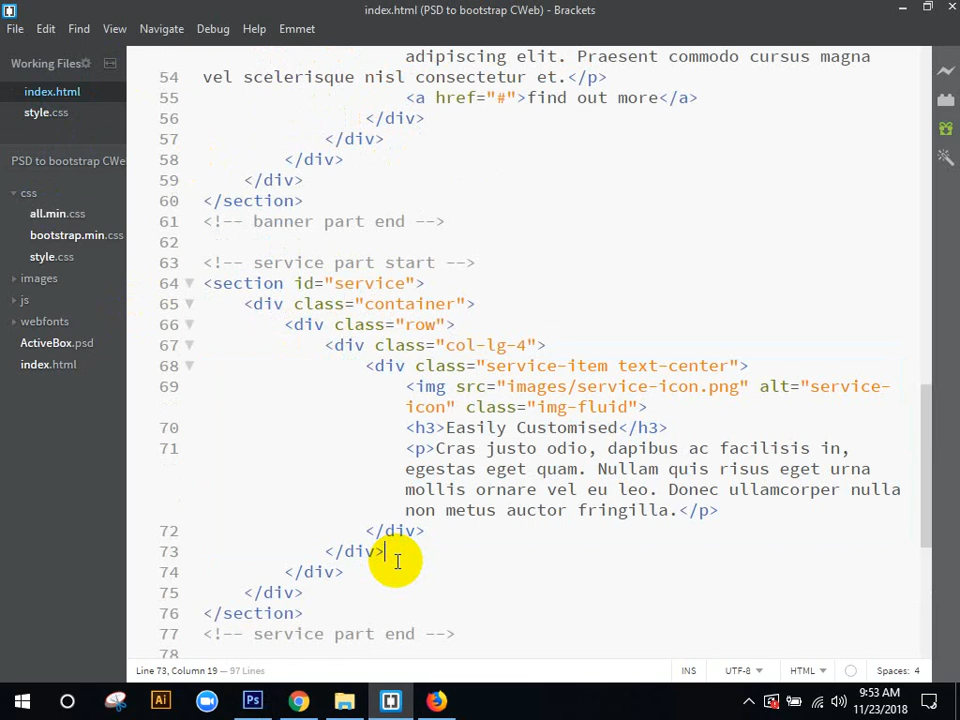 index.html (PSD to bootstrap CWeb) - Brackets
File Edit Find View Navigate Debug Help Emmet
Working Files
index.html
style.css
PSD to bootstrap CWe
css
all.min.css
bootstrap.min.css
style.css
images
js
webfonts
ActiveBox.psd
index.html
adipiscing elit. Praesent commodo cursus magna
54 vel scelerisque nisl consectetur et.</p>
55 <a href="#">find out more</a>
56 </div>
57 </div>
58 </div>
59 </div>
60 </section>
61 <!-- banner part end -->
62
63 <!-- service part start -->
64 <section id="service">
65 <div class="container">
66 <div class="row">
67 <div class="col-lg-4">
68 <div class="service-item text-center">
69 <img src="images/service-icon.png" alt="service-
icon" class="img-fluid">
70 <h3>Easily Customised</h3>
71 <p>Cras justo odio, dapibus ac facilisis in,
egestas eget quam. Nullam quis risus eget urna
mollis ornare vel eu leo. Donec ullamcorper nulla
non metus auctor fringilla.</p>
72 </div>
73 </div>
74 </div>
75 </div>
76 </section>
77 <!-- service part end -->
78
Line 73, Column 19 — 97 Lines
INS UTF-8 HTML Spaces: 4
Ai Ps
9:53 AM
11/23/2018